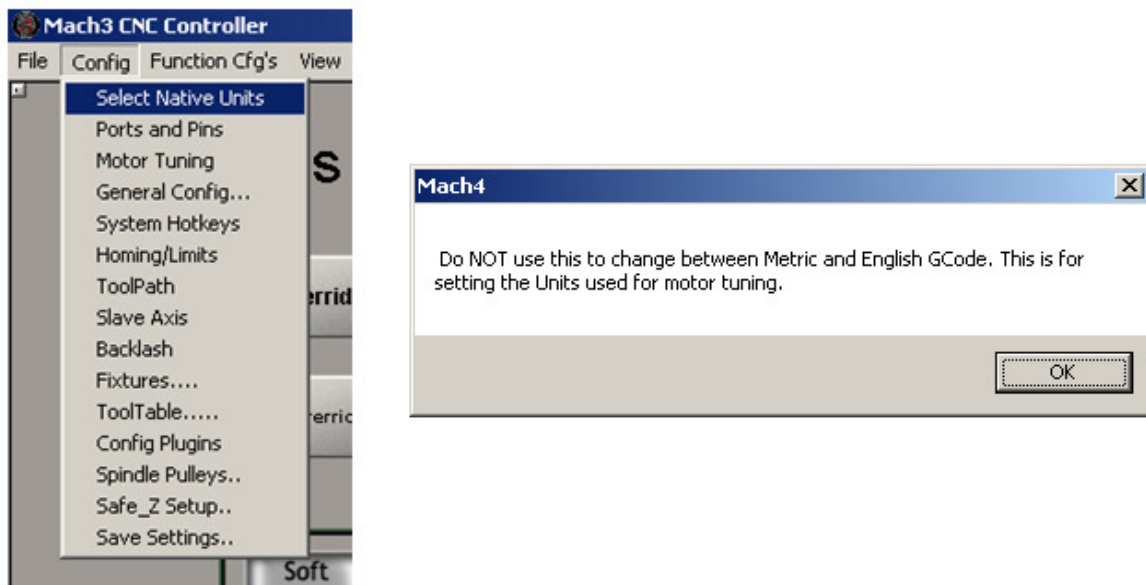 Mach3 CNC Controller
File Config Function Cfg's View
Select Native Units
Ports and Pins
Motor Tuning
General Config...
System Hotkeys
Homing/Limits
ToolPath
Slave Axis
Backlash
Fixtures....
ToolTable.....
Config Plugins
Spindle Pulleys..
Safe_Z Setup..
Save Settings..
S
errid
erric
Soft
Mach4
Do NOT use this to change between Metric and English GCode. This is for
setting the Units used for motor tuning.
OK